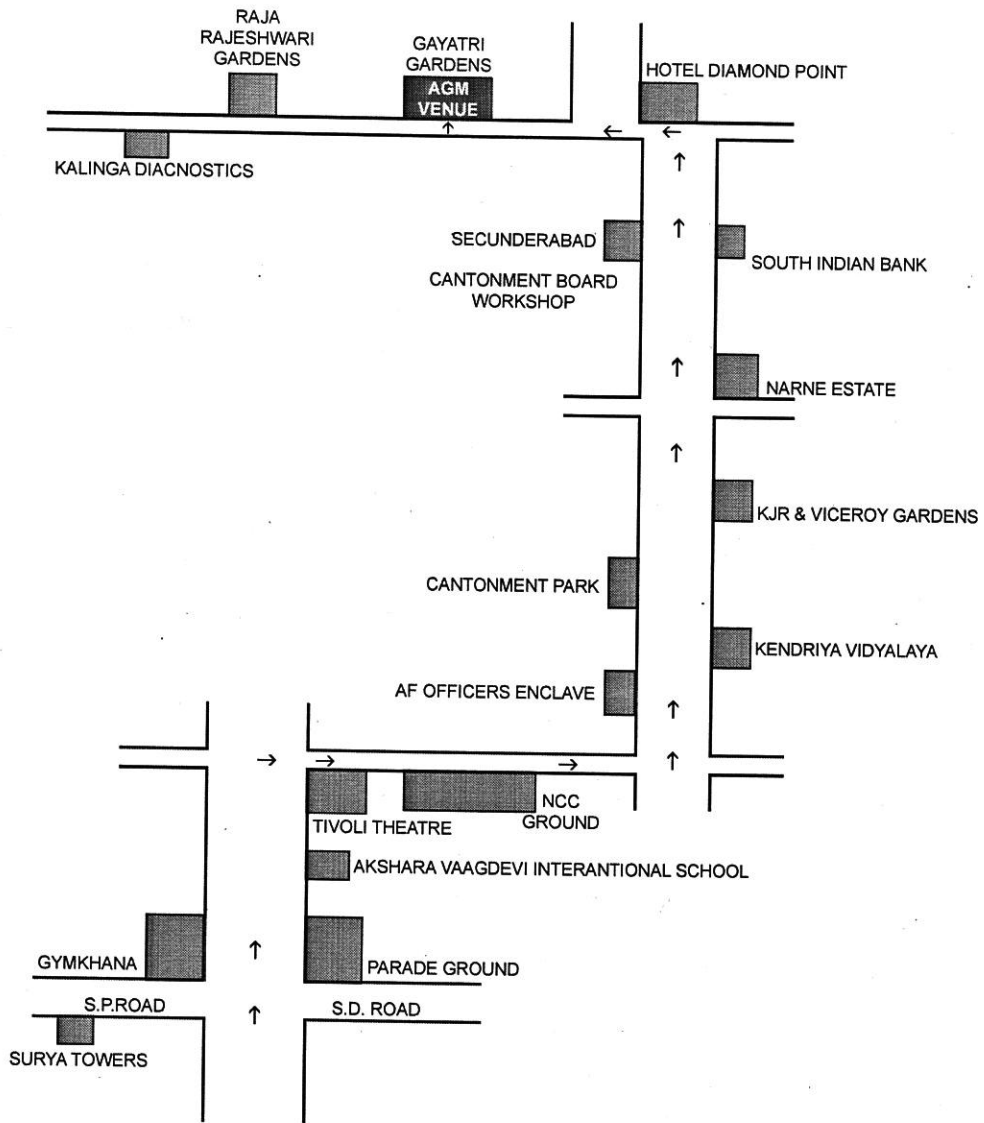 RAJA
RAJESHWARI
GARDENS
GAYATRI
GARDENS
AGM
VENUE
HOTEL DIAMOND POINT
KALINGA DIACNOSTICS
SECUNDERABAD
CANTONMENT BOARD
WORKSHOP
SOUTH INDIAN BANK
NARNE ESTATE
KJR & VICEROY GARDENS
CANTONMENT PARK
KENDRIYA VIDYALAYA
AF OFFICERS ENCLAVE
NCC
GROUND
TIVOLI THEATRE
AKSHARA VAAGDEVI INTERANTIONAL SCHOOL
GYMKHANA
PARADE GROUND
S.P.ROAD
S.D. ROAD
SURYA TOWERS